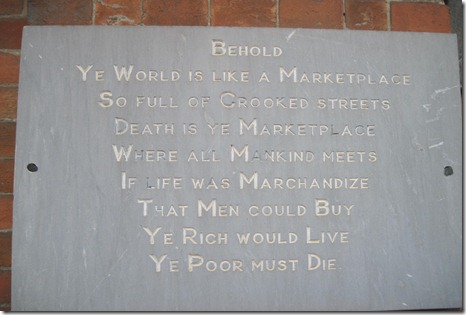 Behold
Ye World is like a Marketplace
So full of Crooked streets
Death is ye Marketplace
Where all Mankind meets
If life was Marchandize
That Men could Buy
Ye Rich would Live
Ye Poor must Die.